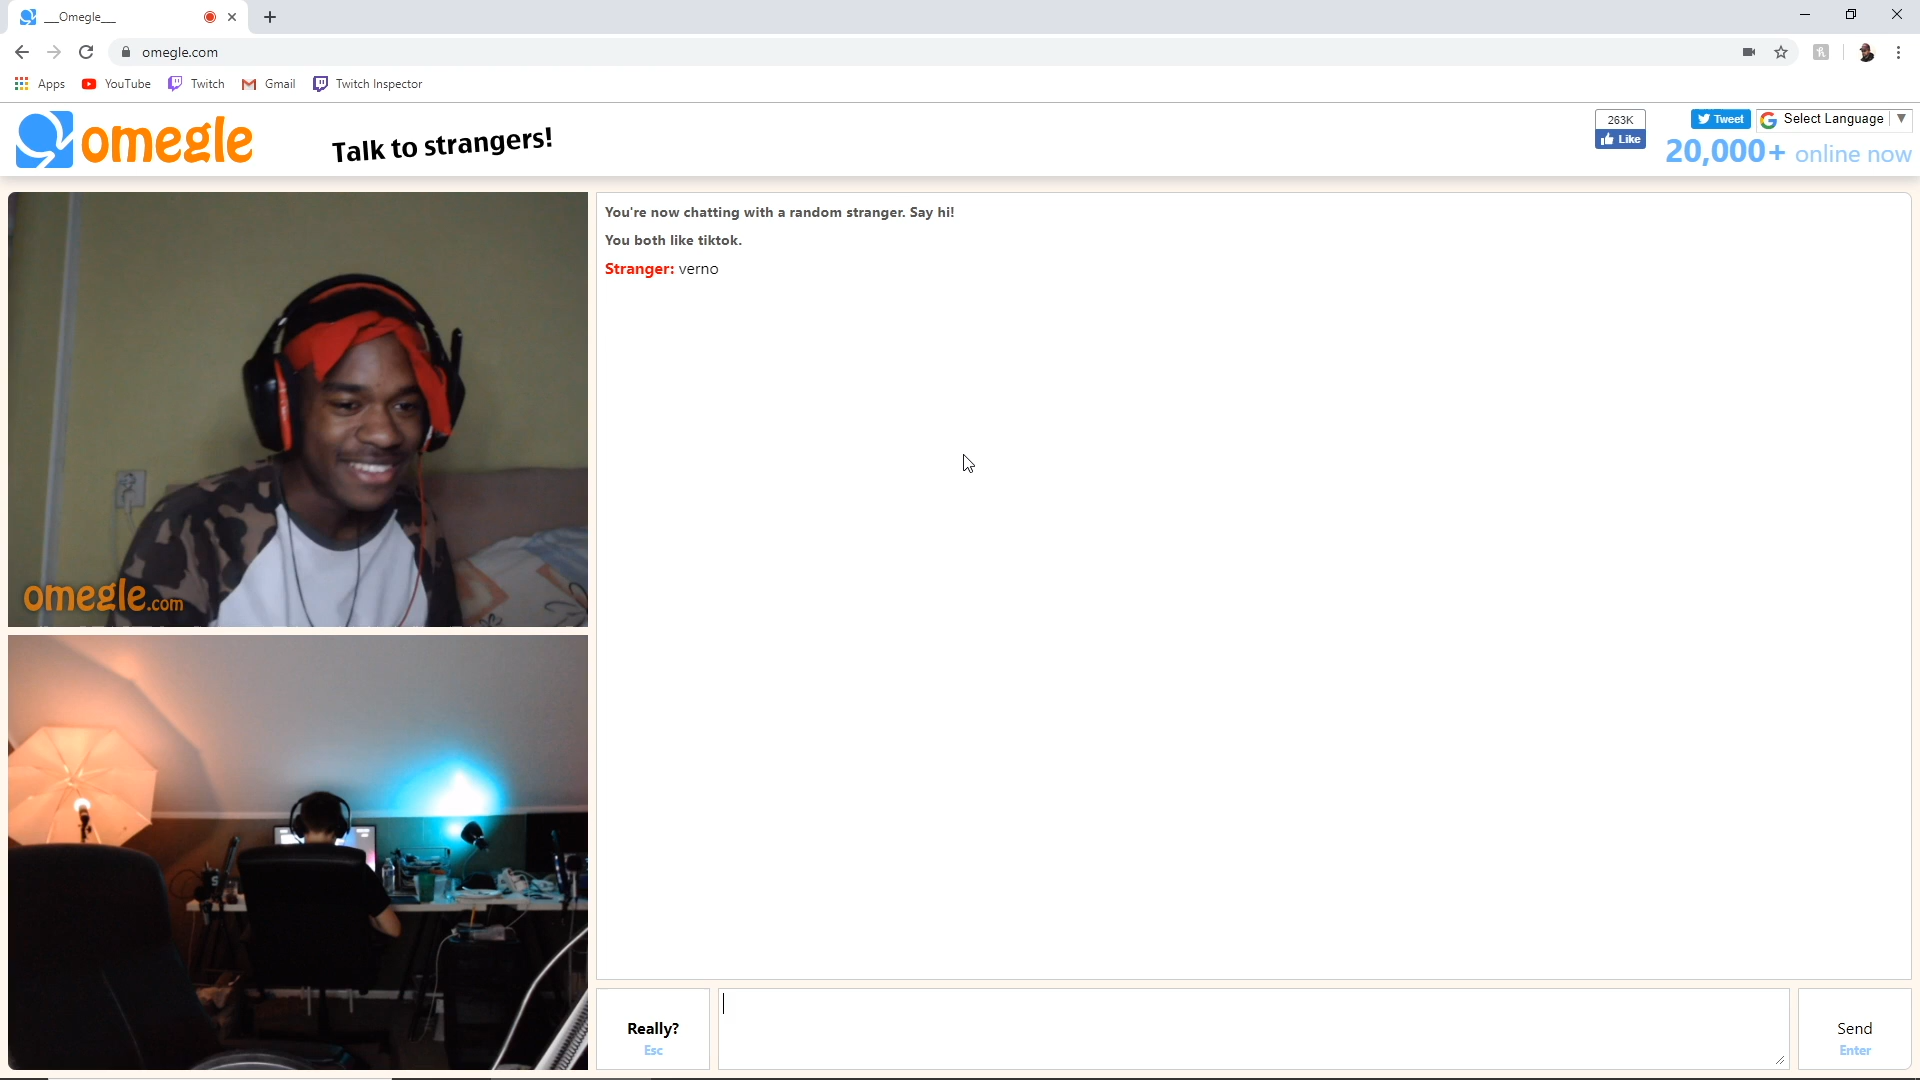 __Omegle__
omegle.com
Apps
YouTube
Twitch
Gmail
Twitch Inspector
omegle
Talk to strangers!
263K
Like
Tweet
Select Language ▼
20,000+ online now
You're now chatting with a random stranger. Say hi!
You both like tiktok.
Stranger: verno
omegle.com
Really?
Esc
Send
Enter